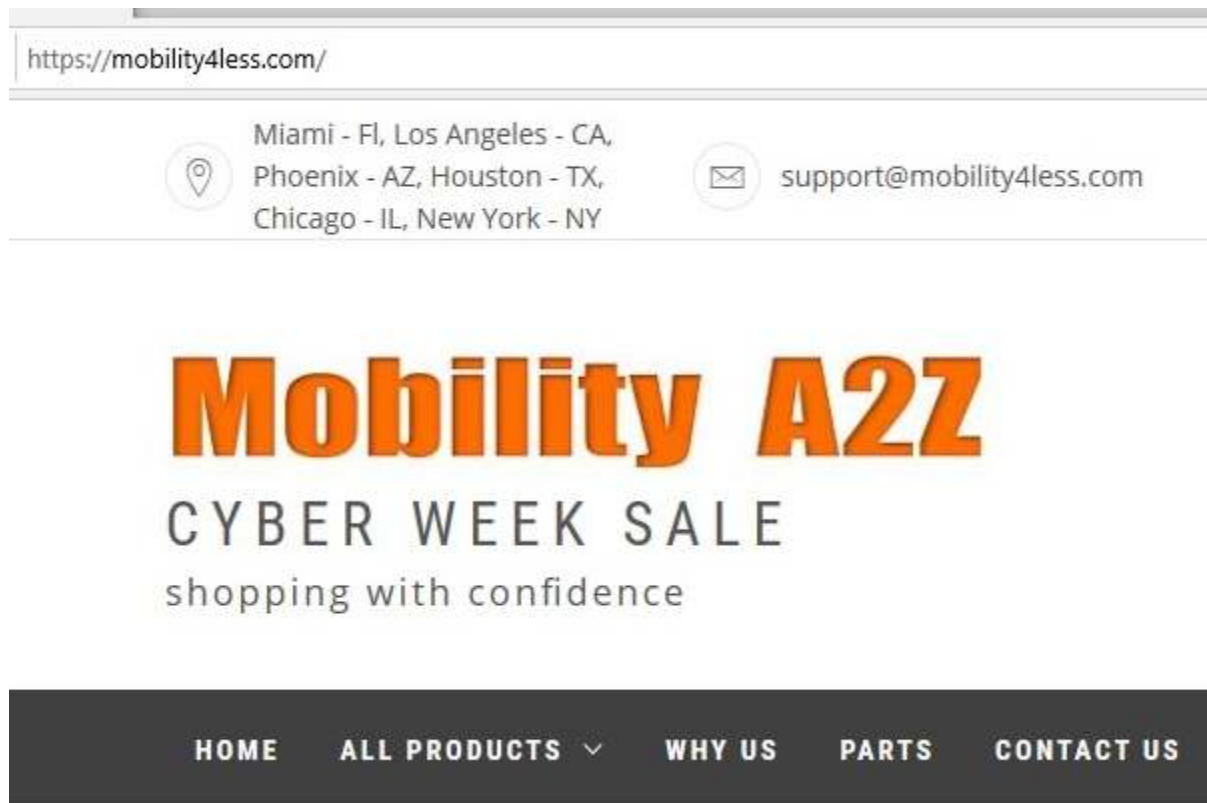 https://mobility4less.com/
Miami - Fl, Los Angeles - CA,
Phoenix - AZ, Houston - TX,
Chicago - IL, New York - NY
support@mobility4less.com
Mobility A2Z
CYBER WEEK SALE
shopping with confidence
HOME ALL PRODUCTS WHY US PARTS CONTACT US